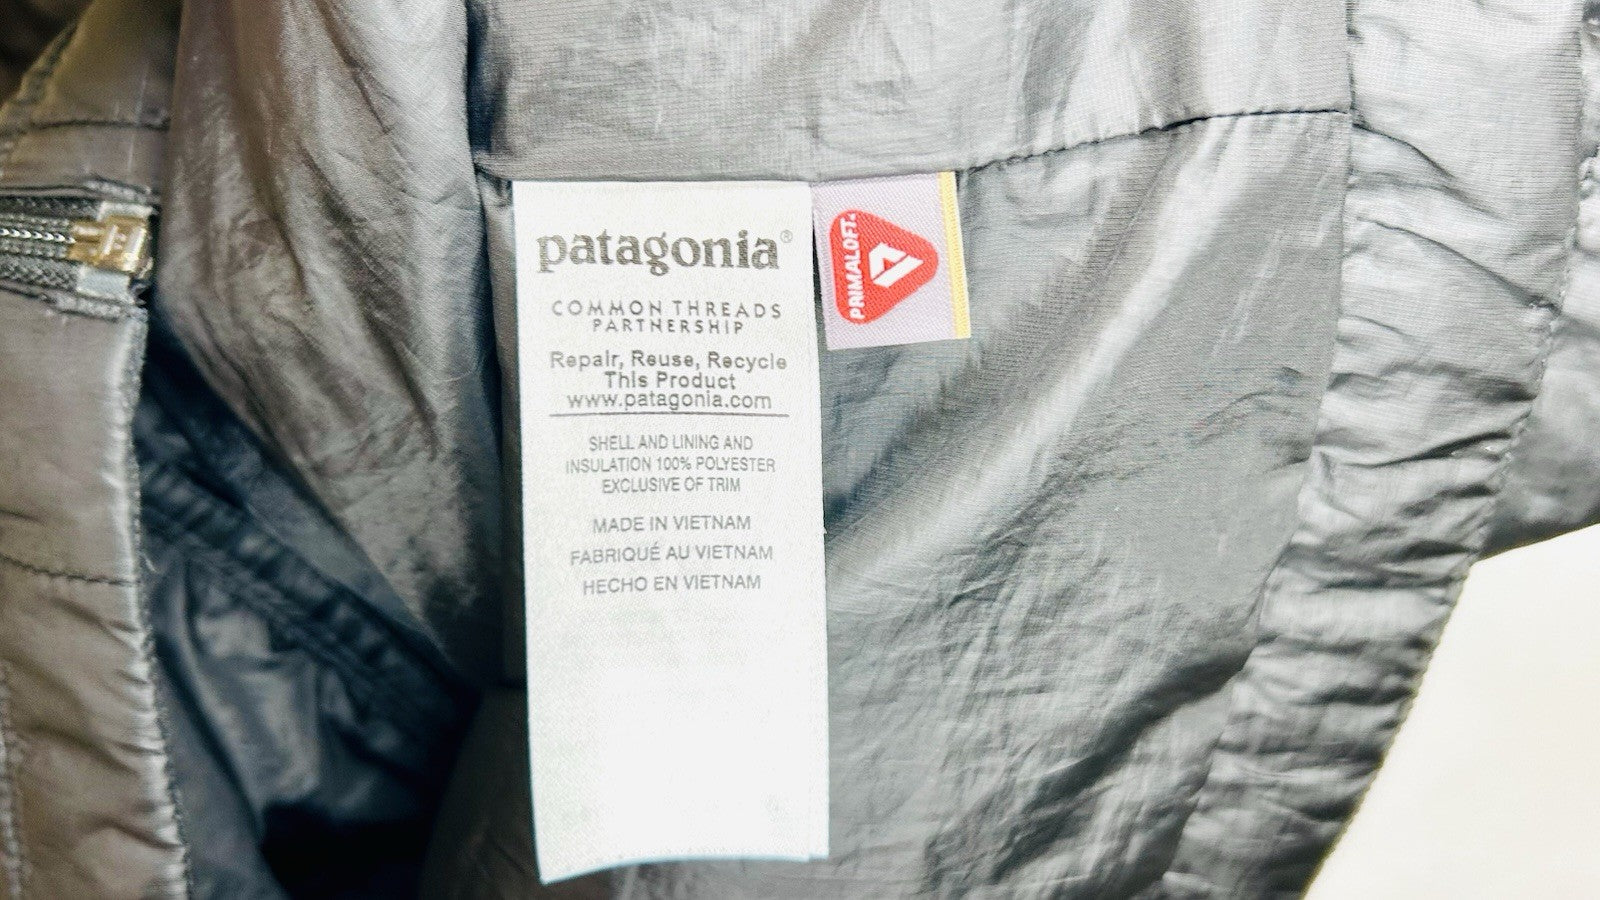 patagonia®
COMMON THREADS
PARTNERSHIP
Repair, Reuse, Recycle
This Product
www.patagonia.com
SHELL AND LINING AND
INSULATION 100% POLYESTER
EXCLUSIVE OF TRIM
MADE IN VIETNAM
FABRIQUÉ AU VIETNAM
HECHO EN VIETNAM
PRIMALOFT